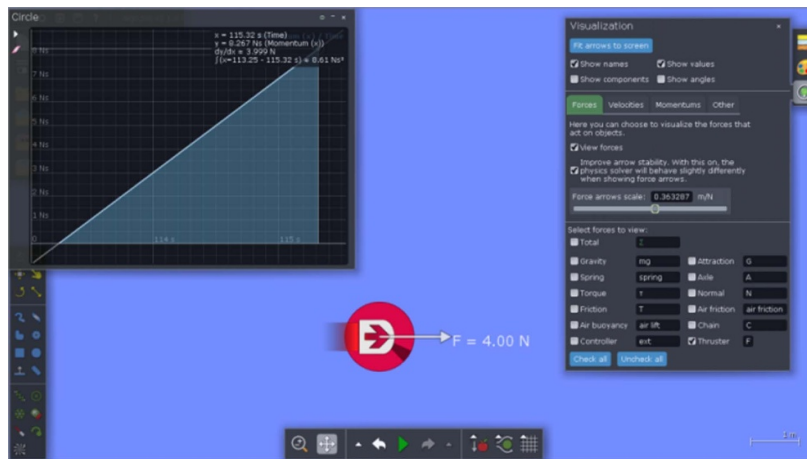 Circle
x = 115.32 s (Time)
y = 8.267 Ns (Momentum (x))
dy/dx = 3.999 N
∫(x=113.25 - 115.32 s) = 8.61 Ns²
8 Ns
7 Ns
6 Ns
5 Ns
4 Ns
3 Ns
2 Ns
1 Ns
0
114 s
115 s
F = 4.00 N
Visualization
Fit arrows to screen
Show names
Show values
Show components
Show angles
Forces
Velocities
Momentums
Other
Here you can choose to visualize the forces that
act on objects.
View forces
Improve arrow stability. With this on, the
physics solver will behave slightly differently
when showing force arrows.
Force arrows scale: 0.363287 m/N
Select forces to view:
Total Σ
Gravity mg
Attraction G
Spring spring
Axle A
Torque τ
Normal N
Friction T
Air friction air friction
Air buoyancy air lift
Chain C
Controller ext
Thruster F
Check all
Uncheck all
1 m